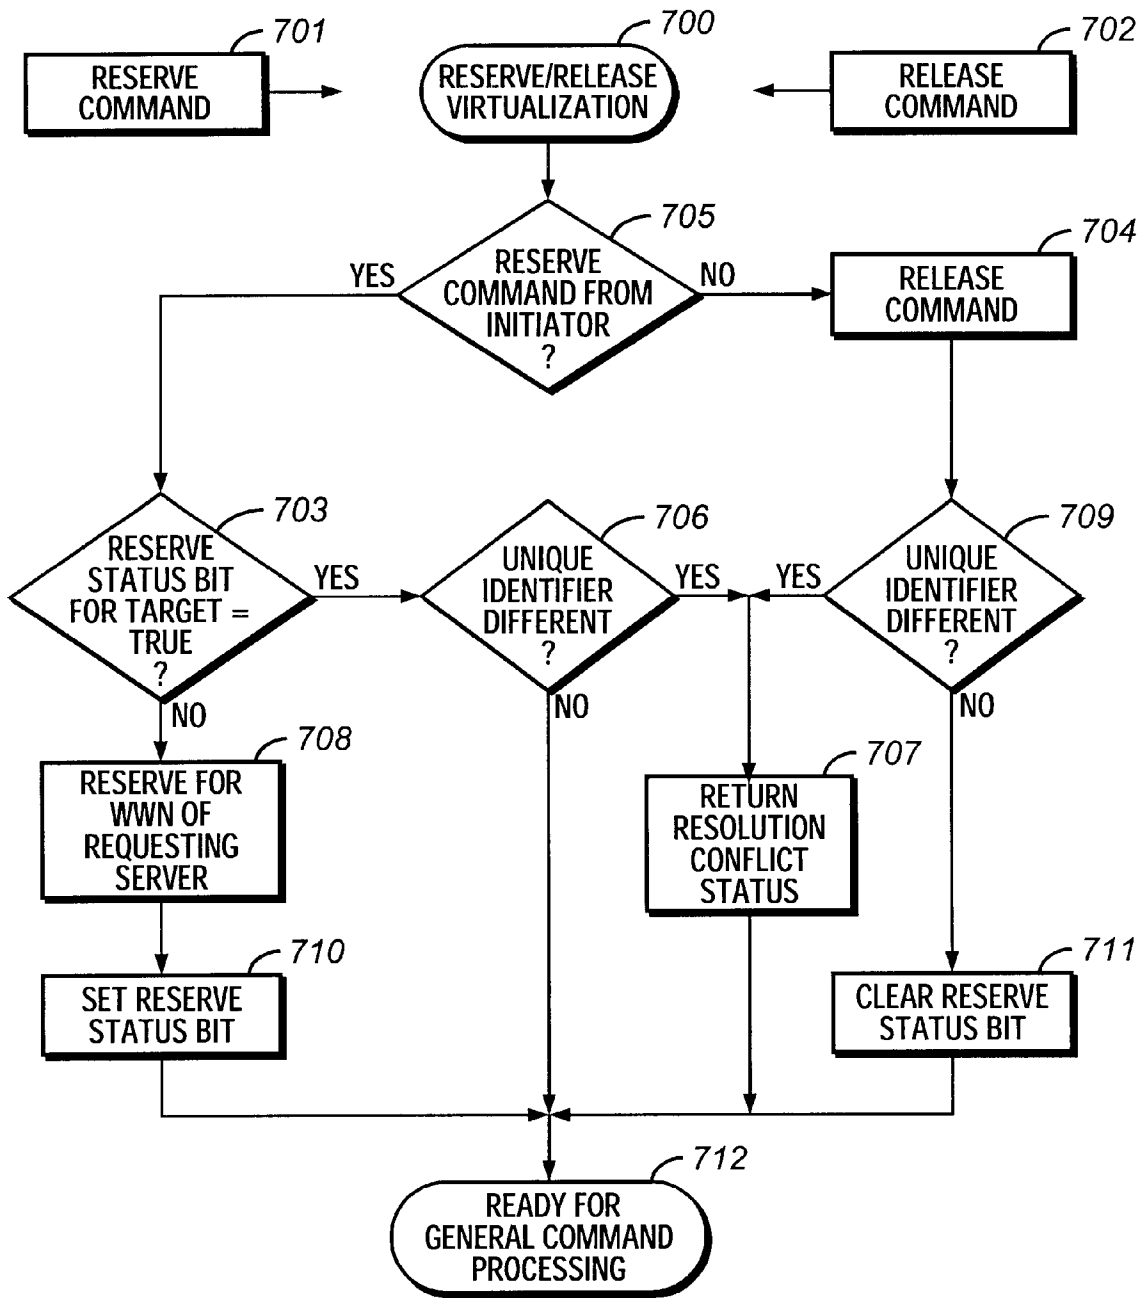 701
700
702
RESERVE
COMMAND
RESERVE/RELEASE
VIRTUALIZATION
RELEASE
COMMAND
705
704
YES
RESERVE
COMMAND FROM
INITIATOR
?
NO
RELEASE
COMMAND
703
706
709
RESERVE
STATUS BIT
FOR TARGET =
TRUE
?
YES
UNIQUE
IDENTIFIER
DIFFERENT
?
YES
YES
UNIQUE
IDENTIFIER
DIFFERENT
?
NO
NO
NO
708
707
RESERVE FOR
WWN OF
REQUESTING
SERVER
RETURN
RESOLUTION
CONFLICT
STATUS
710
711
SET RESERVE
STATUS BIT
CLEAR RESERVE
STATUS BIT
712
READY FOR
GENERAL COMMAND
PROCESSING